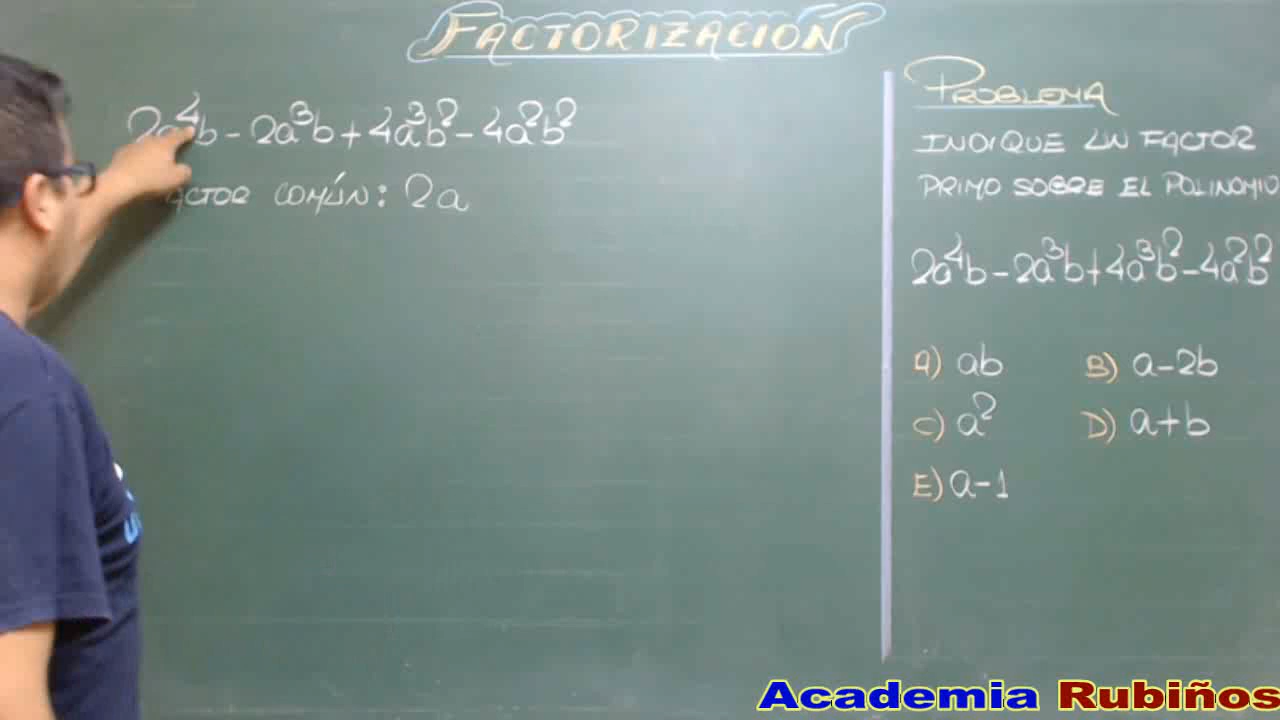 FACTORIZACIÓN
2a⁴b - 2a³b + 4a³b² - 4a²b²
COMÚN: 2a
PROBLEMA
INDIQUE UN FACTOR
PRIMO SOBRE EL POLINOMIO
2a⁴b - 2a³b + 4a³b² - 4a²b²
A) ab B) a-2b
C) a² D) a+b
E) a-1
Academia Rubiños